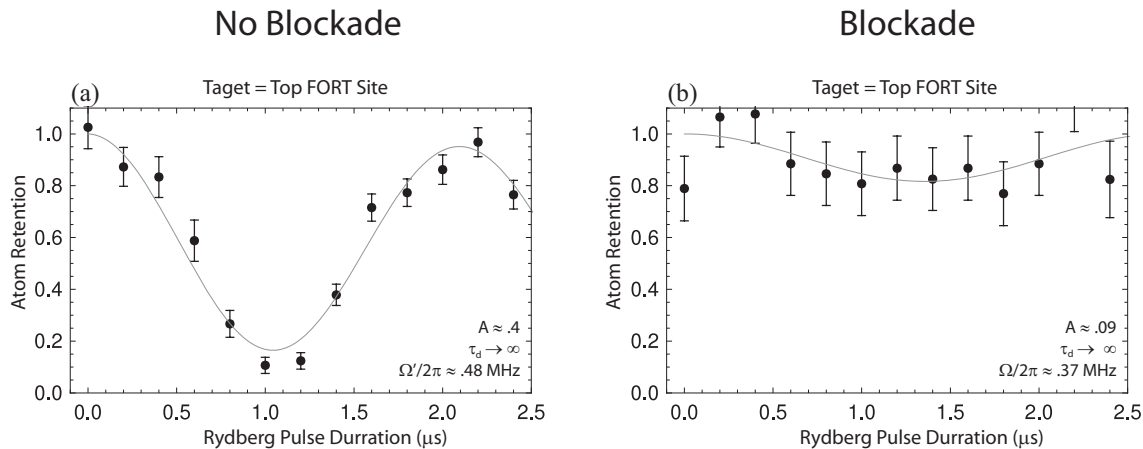 No Blockade
(a)
Taget = Top FORT Site
Atom Retention
1.0
0.8
0.6
0.4
0.2
0.0
A ≈ .4
τd → ∞
Ω'/2π ≈ .48 MHz
0.0 0.5 1.0 1.5 2.0 2.5
Rydberg Pulse Durration (μs)
Blockade
(b)
Taget = Top FORT Site
Atom Retention
1.0
0.8
0.6
0.4
0.2
0.0
A ≈ .09
τd → ∞
Ω/2π ≈ .37 MHz
0.0 0.5 1.0 1.5 2.0 2.5
Rydberg Pulse Durration (μs)